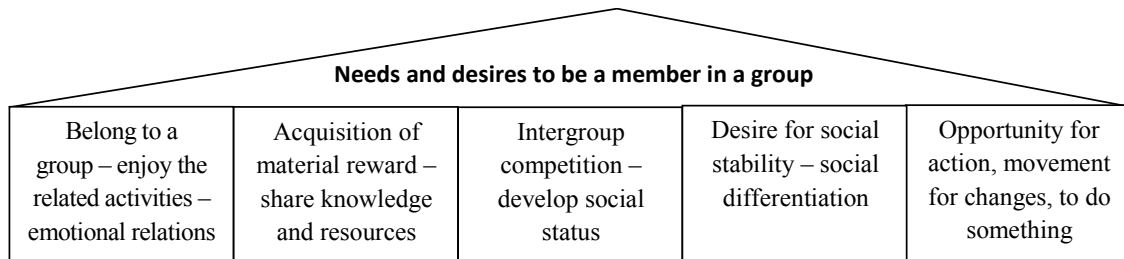 Needs and desires to be a member in a group
Belong to a
group – enjoy the
related activities –
emotional relations
Acquisition of
material reward –
share knowledge
and resources
Intergroup
competition –
develop social
status
Desire for social
stability – social
differentiation
Opportunity for
action, movement
for changes, to do
something